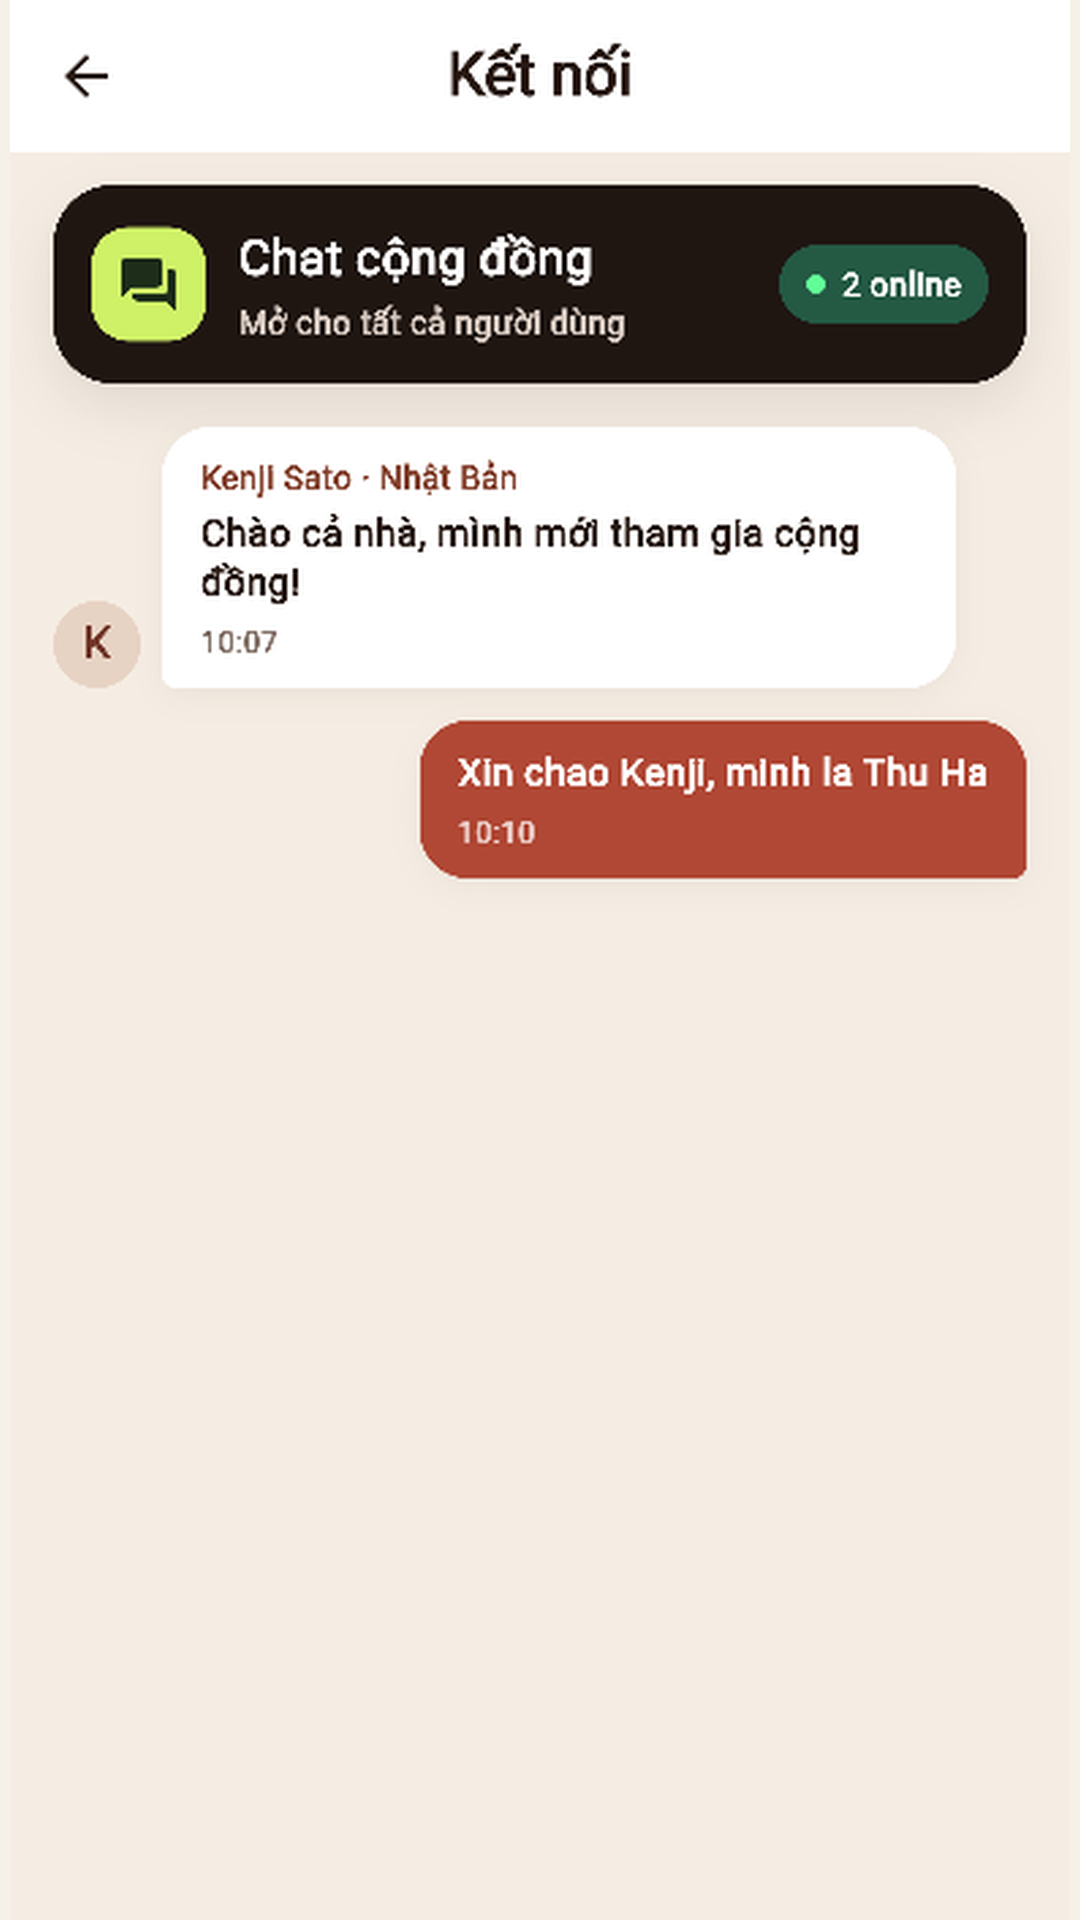 Kết nối
Chat cộng đồng
Mở cho tất cả người dùng
2 online
Kenji Sato · Nhật Bản
Chào cả nhà, mình mới tham gia cộng
đồng!
10:07
K
Xin chao Kenji, minh la Thu Ha
10:10